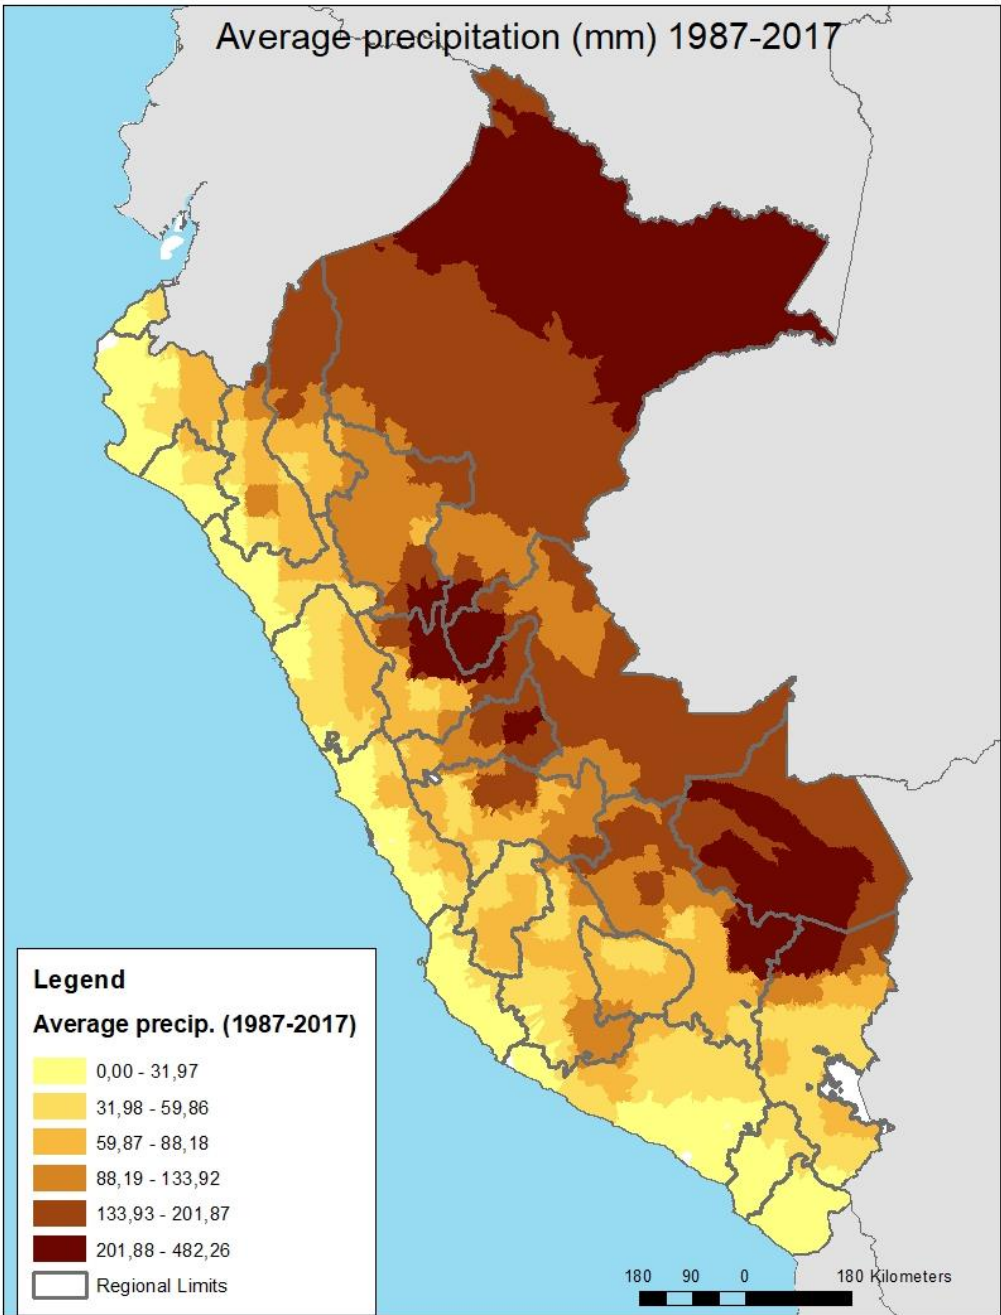 Average precipitation (mm) 1987-2017
Legend
Average precip. (1987-2017)
0,00 - 31,97
31,98 - 59,86
59,87 - 88,18
88,19 - 133,92
133,93 - 201,87
201,88 - 482,26
Regional Limits
180 90 0 180 Kilometers